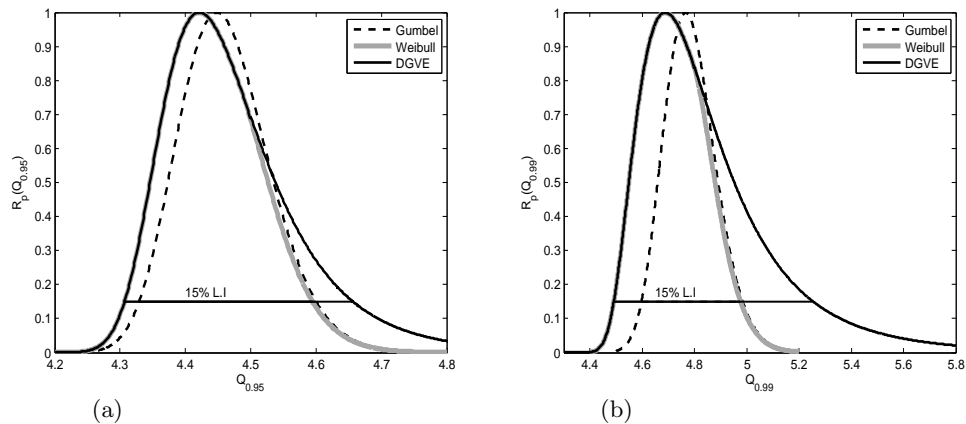 1
0.9
0.8
0.7
0.6
0.5
0.4
0.3
0.2
0.1
0
R_p(Q_0.95)
Gumbel
Weibull
DGVE
15% L.I
4.2 4.3 4.4 4.5 4.6 4.7 4.8
Q_0.95
(a)
1
0.9
0.8
0.7
0.6
0.5
0.4
0.3
0.2
0.1
0
R_p(Q_0.99)
Gumbel
Weibull
DGVE
15% L.I
4.4 4.6 4.8 5 5.2 5.4 5.6 5.8
Q_0.99
(b)